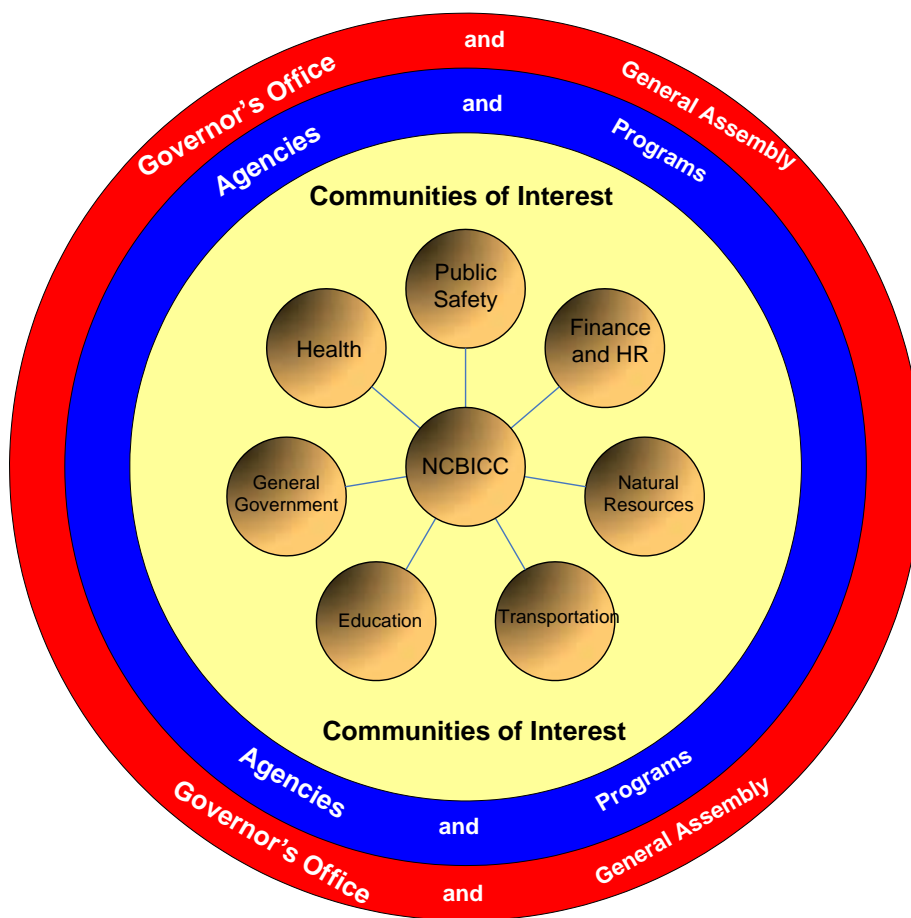 Governor's Office and General Assembly
Agencies and Programs
Communities of Interest
Public
Safety
Health
Finance
and HR
NCBICC
General
Government
Natural
Resources
Education
Transportation
Communities of Interest
Agencies and Programs
Governor's Office and General Assembly